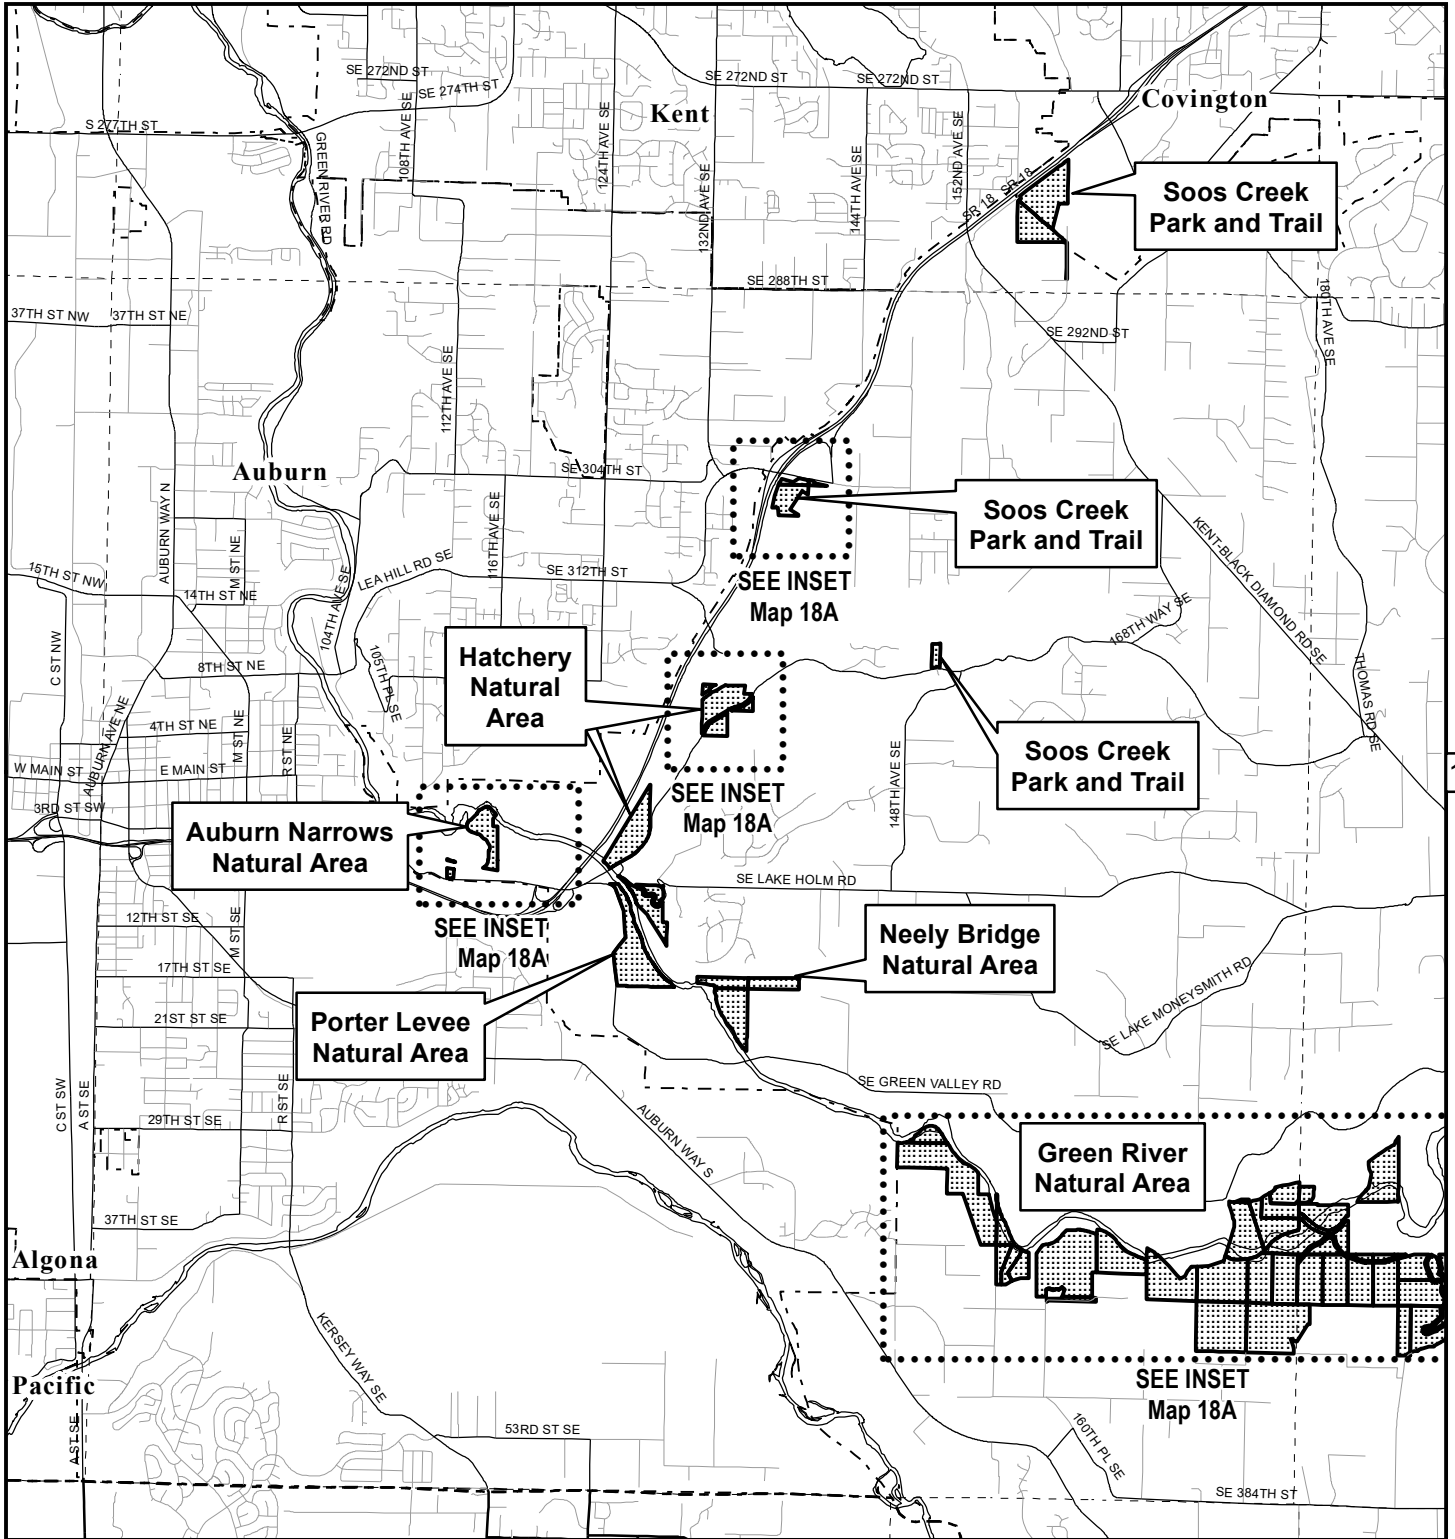 SE 272ND ST
SE 274TH ST
SE 272ND ST
SE 272ND ST
Kent
Covington
S 277TH ST
GREEN RIVER RD
108TH AVE SE
124TH AVE SE
132ND AVE SE
144TH AVE SE
152ND AVE SE
SR 18
SR 18
Soos Creek
Park and Trail
SE 288TH ST
180TH AVE SE
37TH ST NW
37TH ST NE
SE 292ND ST
112TH AVE SE
Auburn
SE 304TH ST
AUBURN WAY N
M ST NE
116TH AVE SE
Soos Creek
Park and Trail
KENT-BLACK DIAMOND RD SE
15TH ST NW
14TH ST NE
LEA HILL RD SE
SE 312TH ST
104TH AVE SE
SEE INSET
Map 18A
168TH WAY SE
C ST NW
8TH ST NE
105TH PL SE
Hatchery
Natural
Area
THOMAS RD SE
AUBURN AVE NE
4TH ST NE
M ST NE
R ST NE
148TH AVE SE
Soos Creek
Park and Trail
W MAIN ST
E MAIN ST
3RD ST SW
SEE INSET
Map 18A
Auburn Narrows
Natural Area
SE LAKE HOLM RD
12TH ST SE
M ST SE
SEE INSET
Map 18A
Neely Bridge
Natural Area
17TH ST SE
21ST ST SE
Porter Levee
Natural Area
SE LAKE MONEYSMITH RD
C ST SW
A ST SE
R ST SE
29TH ST SE
SE GREEN VALLEY RD
AUBURN WAY S
Green River
Natural Area
37TH ST SE
Algona
KERSEY WAY SE
Pacific
SEE INSET
Map 18A
A ST SE
53RD ST SE
160TH PL SE
SE 384TH ST